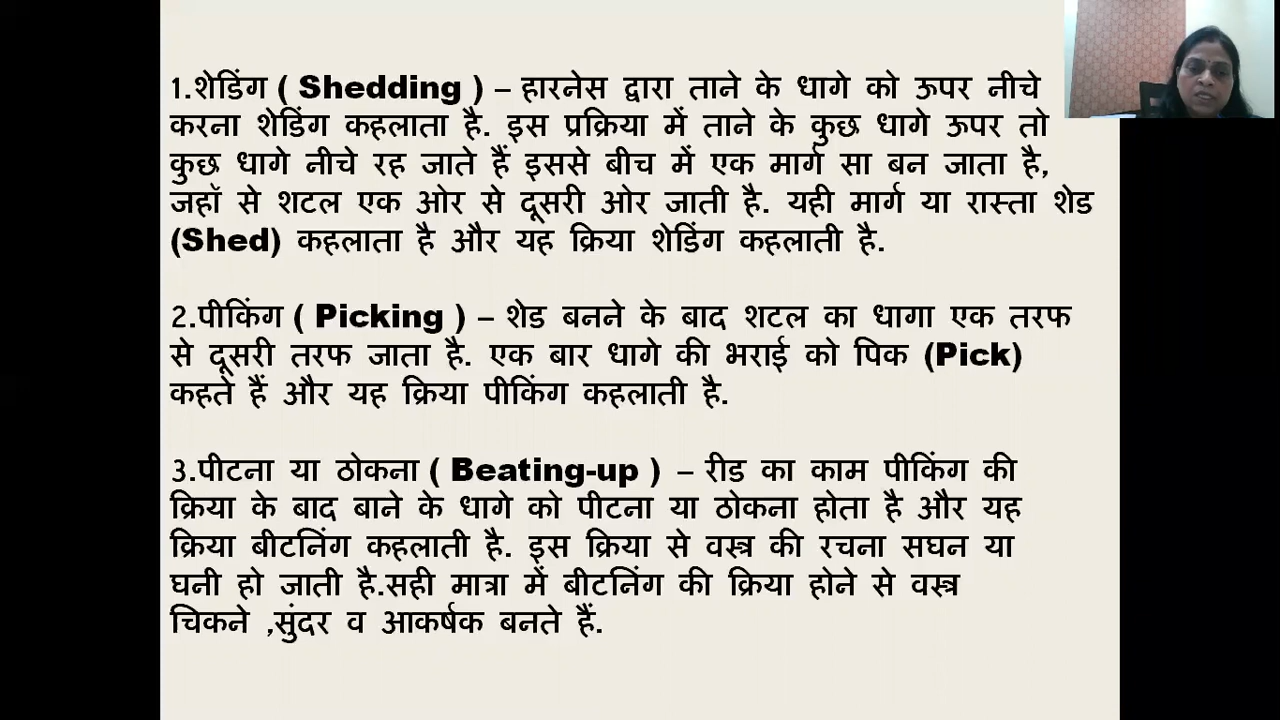 1.शेडिंग ( Shedding ) – हारनेस द्वारा ताने के धागे को ऊपर नीचे
करना शेडिंग कहलाता है. इस प्रक्रिया में ताने के कुछ धागे ऊपर तो
कुछ धागे नीचे रह जाते हैं इससे बीच में एक मार्ग सा बन जाता है,
जहॉ से शटल एक ओर से दूसरी ओर जाती है. यही मार्ग या रास्ता शेड
(Shed) कहलाता है और यह क्रिया शेडिंग कहलाती है.
2.पीकिंग ( Picking ) – शेड बनने के बाद शटल का धागा एक तरफ
से दूसरी तरफ जाता है. एक बार धागे की भराई को पिक (Pick)
कहते हैं और यह क्रिया पीकिंग कहलाती है.
3.पीटना या ठोकना ( Beating-up ) – रीड का काम पीकिंग की
क्रिया के बाद बाने के धागे को पीटना या ठोकना होता है और यह
क्रिया बीटनिंग कहलाती है. इस क्रिया से वस्त्र की रचना सघन या
घनी हो जाती है.सही मात्रा में बीटनिंग की क्रिया होने से वस्त्र
चिकने ,सुंदर व आकर्षक बनते हैं.